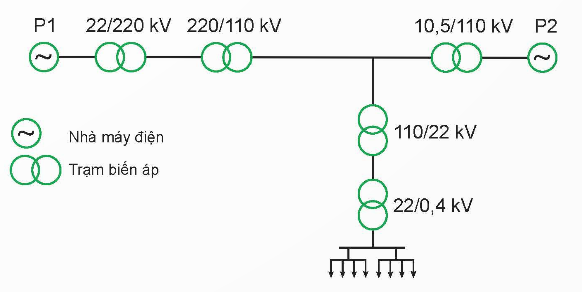 P1 22/220 kV 220/110 kV 10,5/110 kV P2
110/22 kV
Nhà máy điện
Trạm biến áp
22/0,4 kV